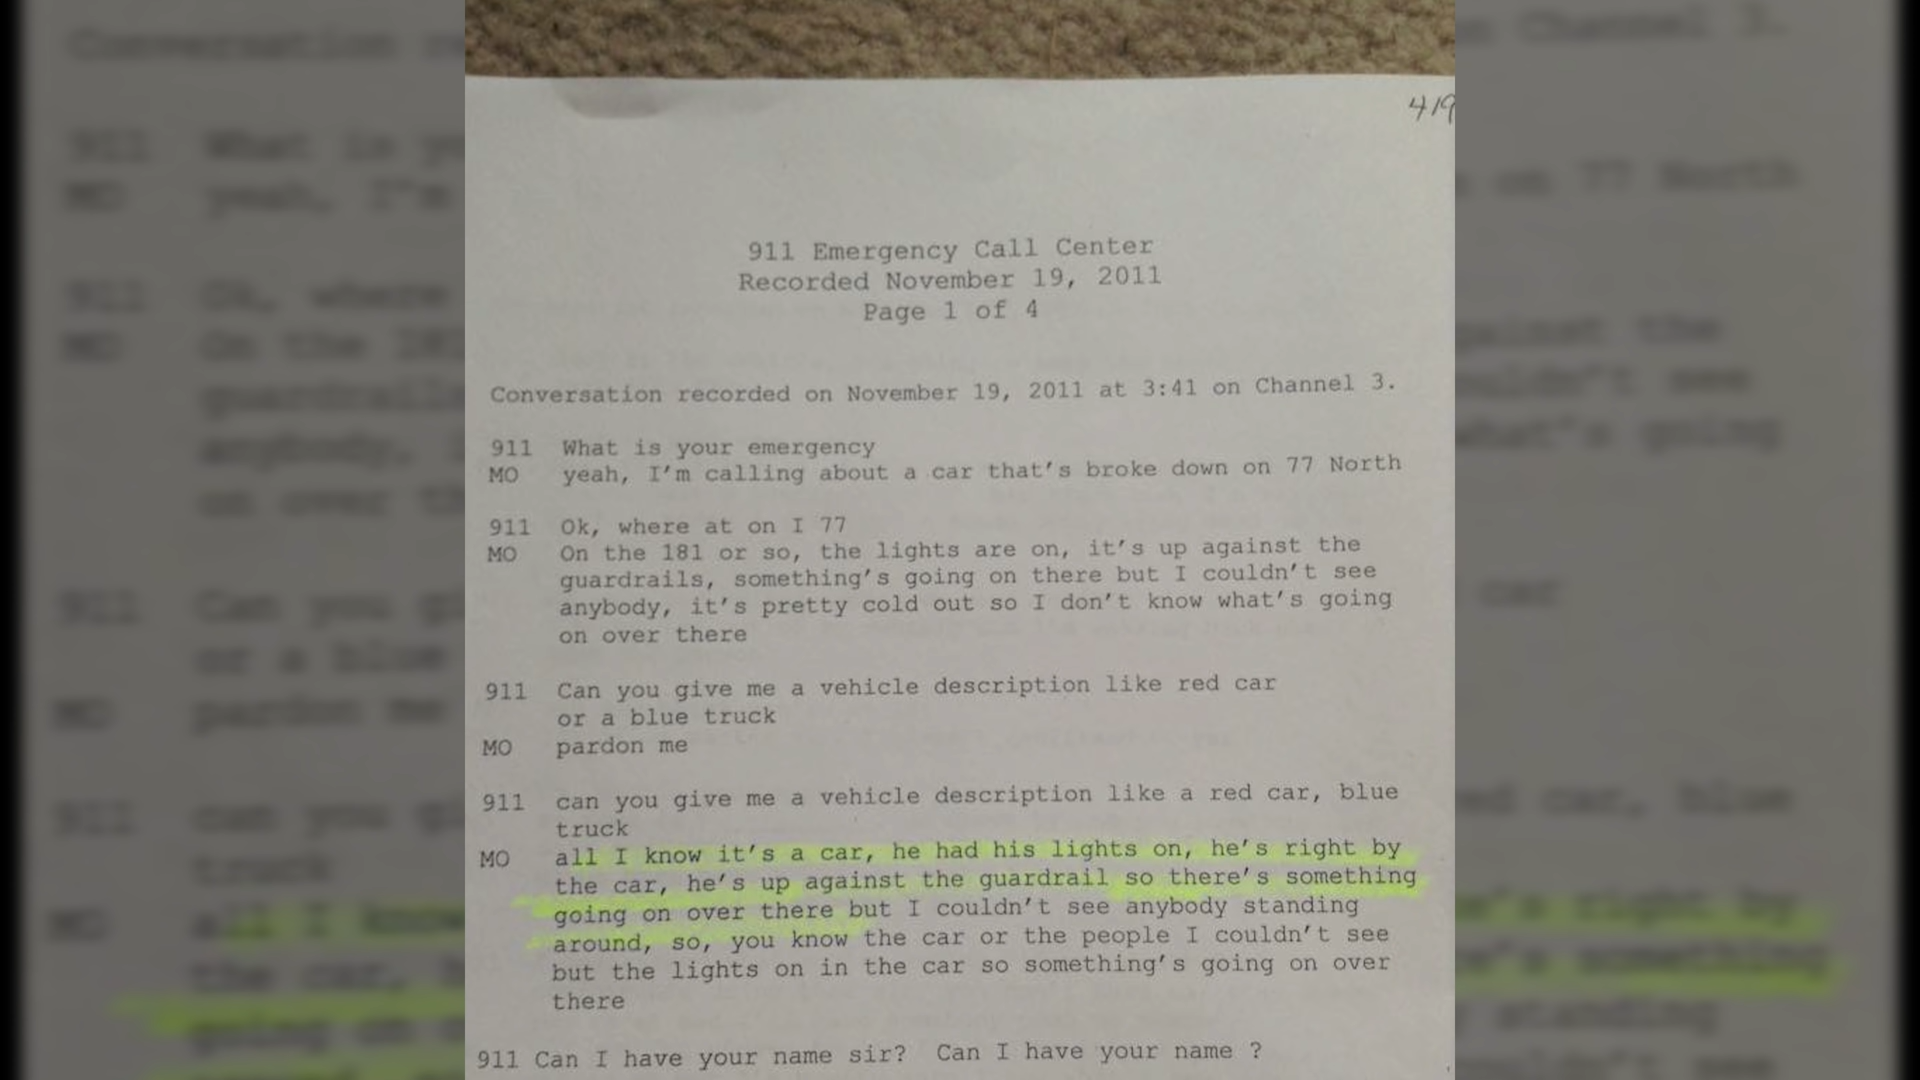 419
911 Emergency Call Center
Recorded November 19, 2011
Page 1 of 4
Conversation recorded on November 19, 2011 at 3:41 on Channel 3.
911 What is your emergency
MO yeah, I'm calling about a car that's broke down on 77 North
911 Ok, where at on I 77
MO On the 181 or so, the lights are on, it's up against the
guardrails, something's going on there but I couldn't see
anybody, it's pretty cold out so I don't know what's going
on over there
911 Can you give me a vehicle description like red car
or a blue truck
MO pardon me
911 can you give me a vehicle description like a red car, blue
truck
MO all I know it's a car, he had his lights on, he's right by
the car, he's up against the guardrail so there's something
going on over there but I couldn't see anybody standing
around, so, you know the car or the people I couldn't see
but the lights on in the car so something's going on over
there
911 Can I have your name sir? Can I have your name ?